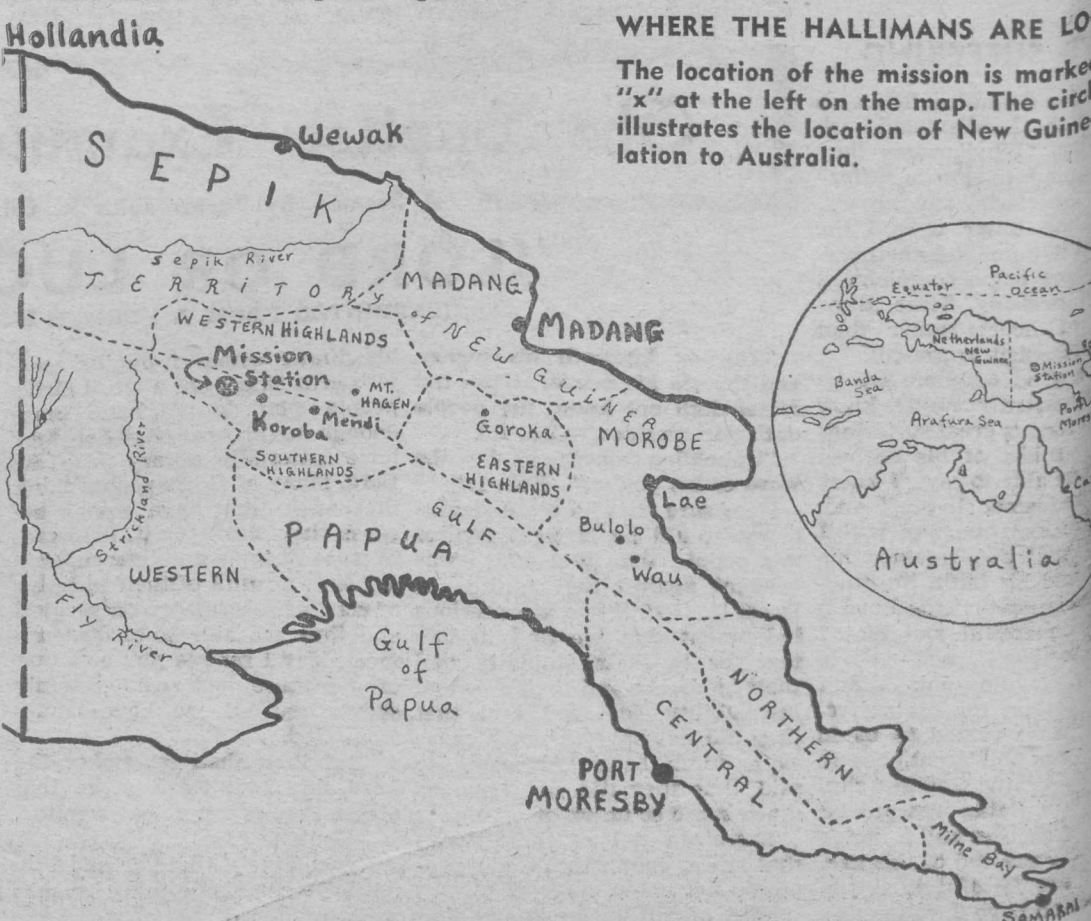 WHERE THE HALLIMANS ARE LO
The location of the mission is marke
"x" at the left on the map. The circl
illustrates the location of New Guine
lation to Australia.
Hollandia
Wewak
SEPIK
Sepik River
TERRITORY of NEW GUINEA
MADANG
MADANG
WESTERN HIGHLANDS
Mission
Station
MT.
HAGEN
Koroba
Mendi
SOUTHERN
HIGHLANDS
Goroka
EASTERN
HIGHLANDS
MOROBE
Lae
Bulolo
Wau
Strickland River
WESTERN
Fly River
PAPUA
GULF
Gulf
of
Papua
NORTHERN
CENTRAL
PORT
MORESBY
Milne Bay
SAMARAI
Pacific
Ocean
Equator
Netherlands
New
Guinea
Mission
Station
Banda
Sea
Arafura Sea
Port
Mores
Ca
Australia